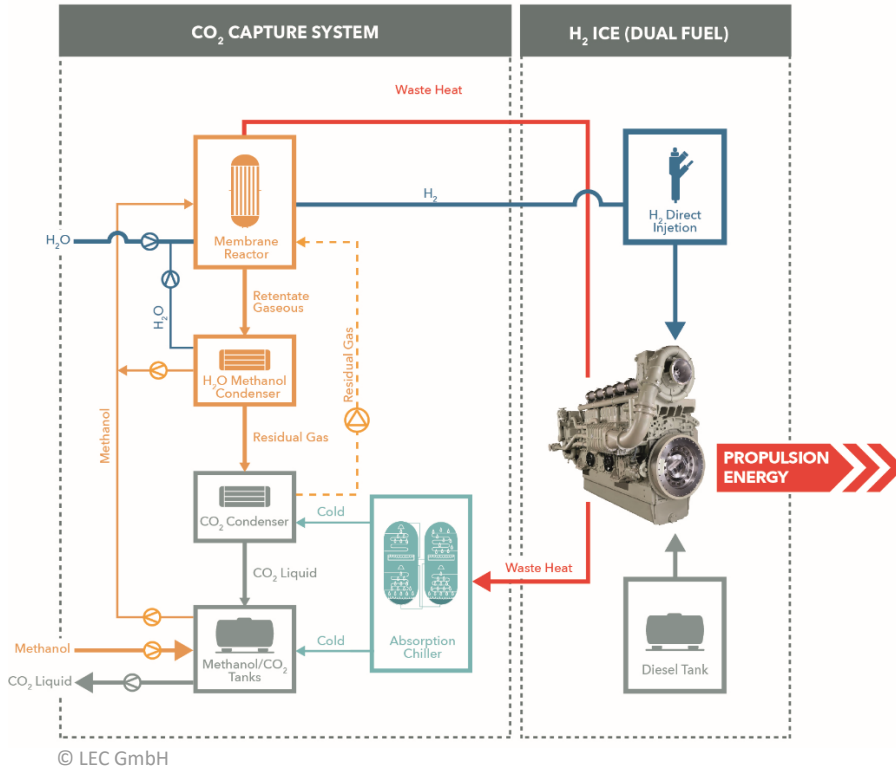 CO₂ CAPTURE SYSTEM
H₂ ICE (DUAL FUEL)
Waste Heat
H₂
H₂ Direct
Injetion
Membrane
Reactor
H₂O
H₂O
Retentate
Gaseous
Residual Gas
H₂O Methanol
Condenser
Methanol
Residual Gas
CO₂ Condenser
Cold
PROPULSION
ENERGY
CO₂ Liquid
Waste Heat
Methanol
Methanol/CO₂
Tanks
Cold
Absorption
Chiller
Diesel Tank
CO₂ Liquid
© LEC GmbH